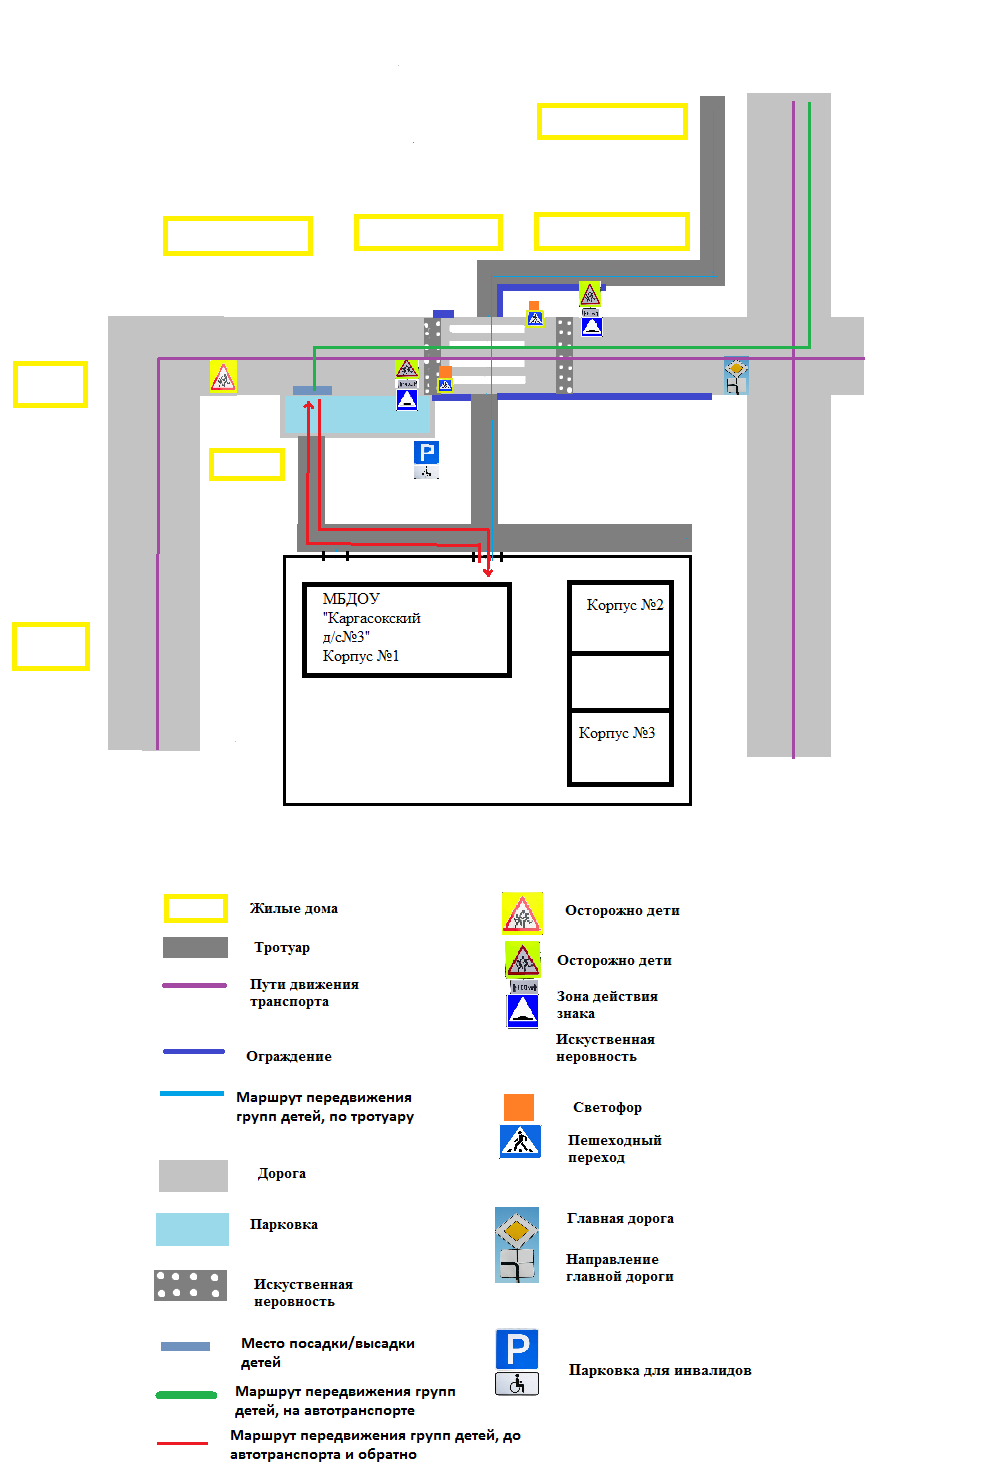 МБДОУ
"Каргасокский
д/с№3"
Корпус №1
Корпус №2
Корпус №3
P
Жилые дома
Тротуар
Пути движения
транспорта
Ограждение
Маршрут передвижения
групп детей, по тротуару
Дорога
Парковка
Искуственная
неровность
Место посадки/высадки
детей
Маршрут передвижения групп
детей, на автотранспорте
Маршрут передвижения групп детей, до
автотранспорта и обратно
Осторожно дети
Осторожно дети
Зона действия
знака
Искуственная
неровность
Светофор
Пешеходный
переход
Главная дорога
Направление
главной дороги
P
Парковка для инвалидов